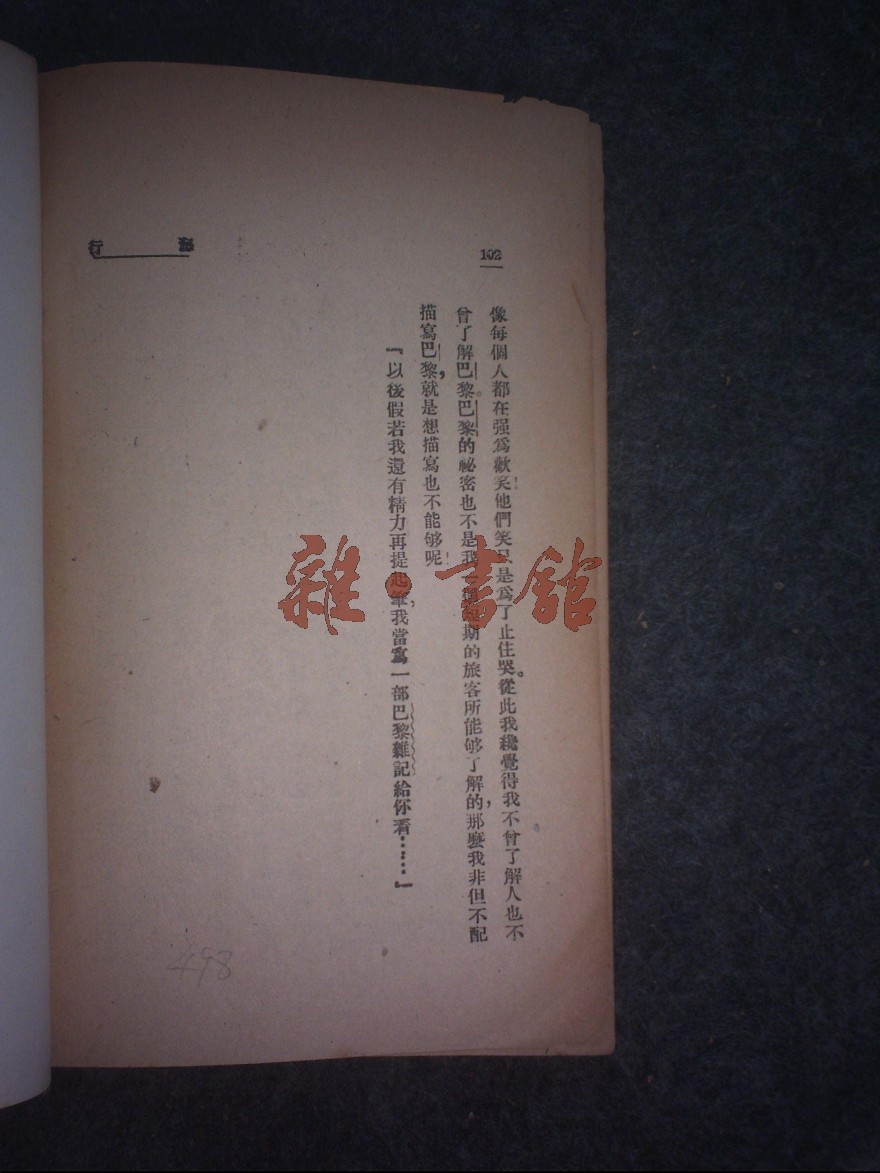 102
像每個人都在强爲歡笑！他們笑只是爲了止住哭。從此我纔覺得我不曾了解人也不
曾了解巴黎。巴黎的祕密也不是我 期的旅客所能够了解的，那麼我非但不配
描寫巴黎，就是想描寫也不能够呢！
『以後假若我還有精力再提起筆，我當寫一部巴黎雜記給你看……』
行
雜·書館
498